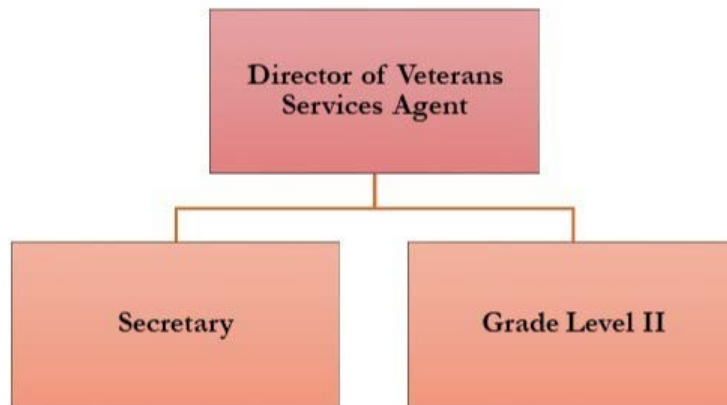 Director of Veterans
Services Agent
Secretary
Grade Level II